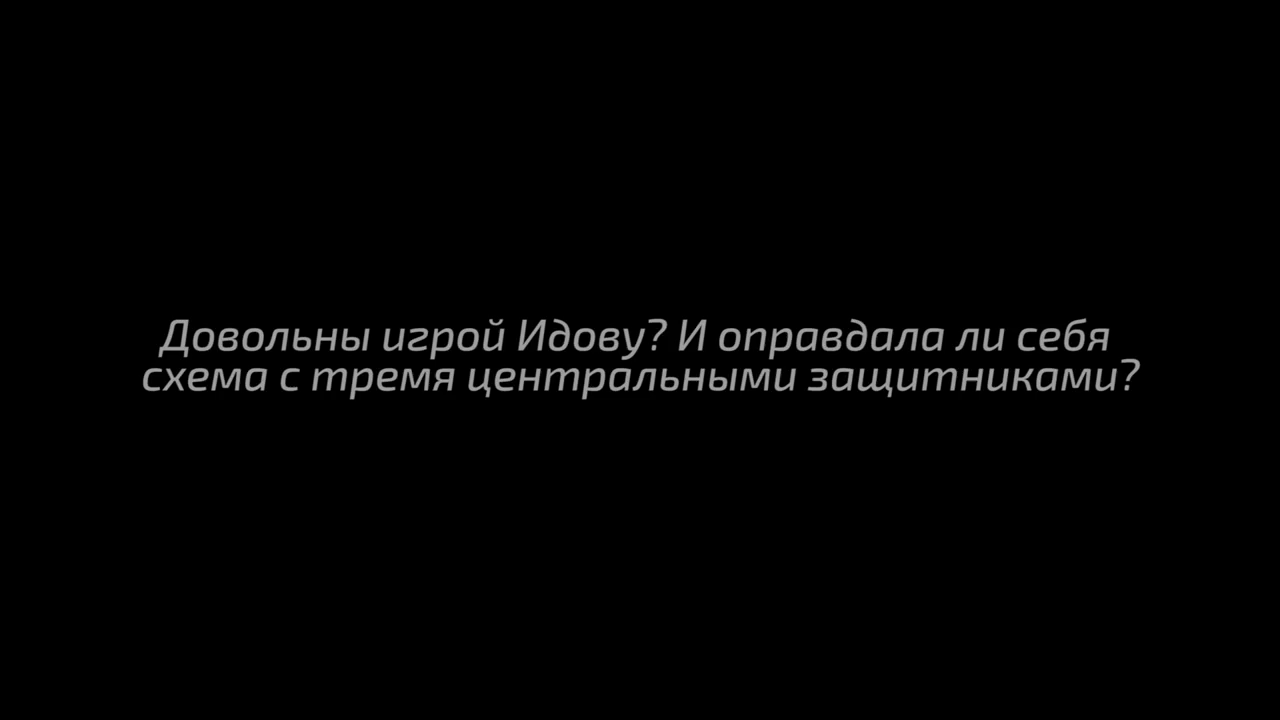 Довольны игрой Идову? И оправдала ли себя
схема с тремя центральными защитниками?